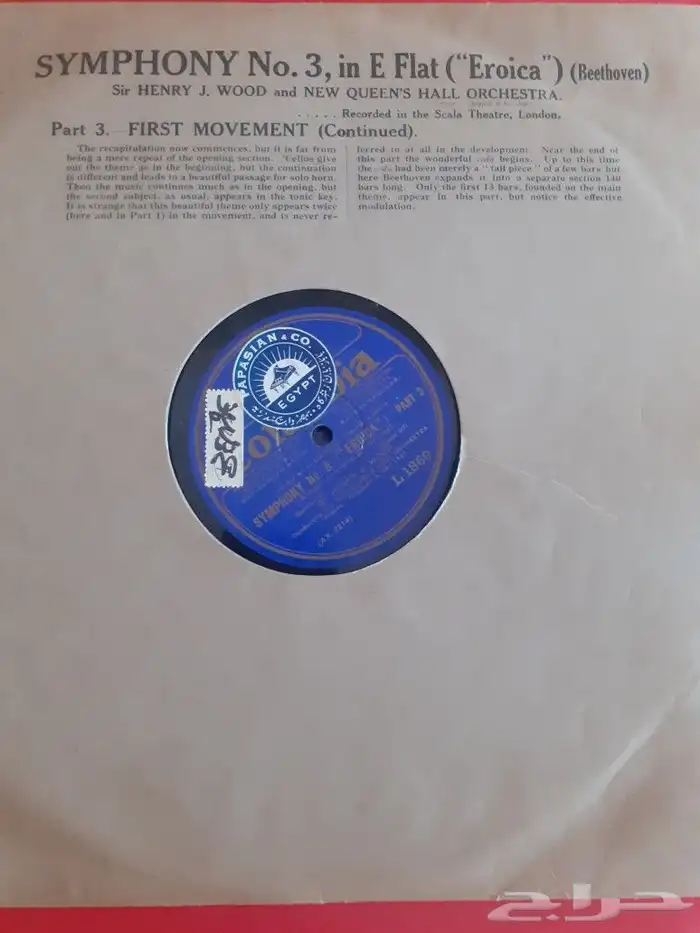 SYMPHONY No. 3, in E Flat ("Eroica") (Beethoven)
Sir HENRY J. WOOD and NEW QUEEN'S HALL ORCHESTRA.
. . . . . Recorded in the Scala Theatre, London.
Part 3. FIRST MOVEMENT (Continued).
The recapitulation now commences, but it is far from
being a mere repeat of the opening section. 'Cellos give
out the theme as in the beginning, but the continuation
is different and leads to a beautiful passage for solo horn.
Then the music continues much as in the opening, but
the second subject, as usual, appears in the tonic key.
It is strange that this beautiful theme only appears twice
(here and in Part 1) in the movement, and is never re-
ferred to at all in the development. Near the end of
this part the wonderful coda begins. Up to this time
the coda had been merely a "tail piece" of a few bars but
here Beethoven expands it into a separate section 140
bars long. Only the first 13 bars, founded on the main
theme, appear in this part, but notice the effective
modulation.
PAPASIAN & CO.
EGYPT
Columbia
PART 3
SYMPHONY No. 3 EROICA
L 1869
حراج